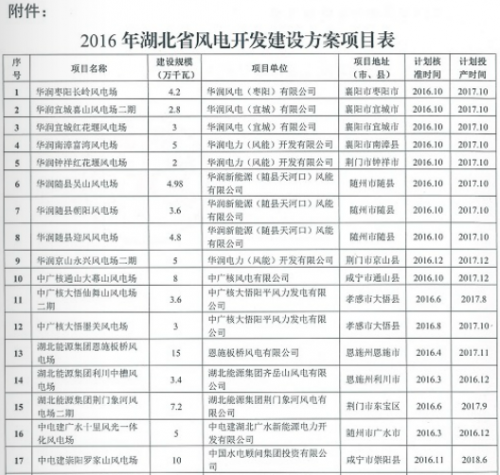 附件：
2016 年湖北省风电开发建设方案项目表
序号 项目名称 建设规模（万千瓦） 项目单位 项目地址（市、县） 计划核准时间 计划投产时间
1 华润枣阳长岭风电场 4.2 华润风电（枣阳）有限公司 襄阳市枣阳市 2016.10 2017.10
2 华润宜城喜山风电场二期 2.8 华润风电（宜城）有限公司 襄阳市宜城市 2016.10 2017.10
3 华润宜城红花堰风电场 3 华润风电（宜城）有限公司 襄阳市宜城市 2016.10 2017.10
4 华润南漳富湾风电场 5 华润电力（风能）开发有限公司 襄阳市南漳县 2016.10 2017.10
5 华润钟祥红花堰风电场 2 华润电力（风能）开发有限公司 荆门市钟祥市 2016.10 2017.10
6 华润随县吴山风电场 4.98 华润新能源（随县天河口）风能有限公司 随州市随县 2016.10 2017.10
7 华润随县朝阳风电场 3.6 华润新能源（随县天河口）风能有限公司 随州市随县 2016.10 2017.10
8 华润随县迎风风电场 4.8 华润新能源（随县天河口）风能有限公司 随州市随县 2016.10 2017.10
9 华润京山水兴风电场二期 5 华润电力（风能）开发有限公司 荆门市京山县 2016.12 2017.12
10 中广核通山大幕山风电场 8 中广核风电有限公司 咸宁市通山县 2016.12 2017.12
11 中广核大悟仙舞山风电场二期 3.6 中广核大悟阳平风力发电有限公司 孝感市大悟县 2016.6 2017.8
12 中广核大悟墨关风电场 3 中广核大悟阳平风力发电有限公司 孝感市大悟县 2016.8 2017.10
13 湖北能源集团恩施板桥风电场 15 恩施板桥风电有限公司 恩施州恩施市 2016.4 2017.11
14 湖北能源集团利川中槽风电场 3.4 湖北能源集团齐岳山风电有限公司 恩施州利川市 2016.3 2016.12
15 湖北能源集团荆门象河风电场二期 7.2 湖北能源集团荆门象河风电有限公司 荆门市东宝区 2016.6 2017.9
16 中电建广水十里风光一体化风电场 5 中电建湖北广水新能源电力开发有限公司 随州市广水市 2016.3 2016.12
17 中电建崇阳罗家山风电场 10 中国水电顾问集团崇阳有限公司 咸宁市崇阳县 2016.11 2018.6